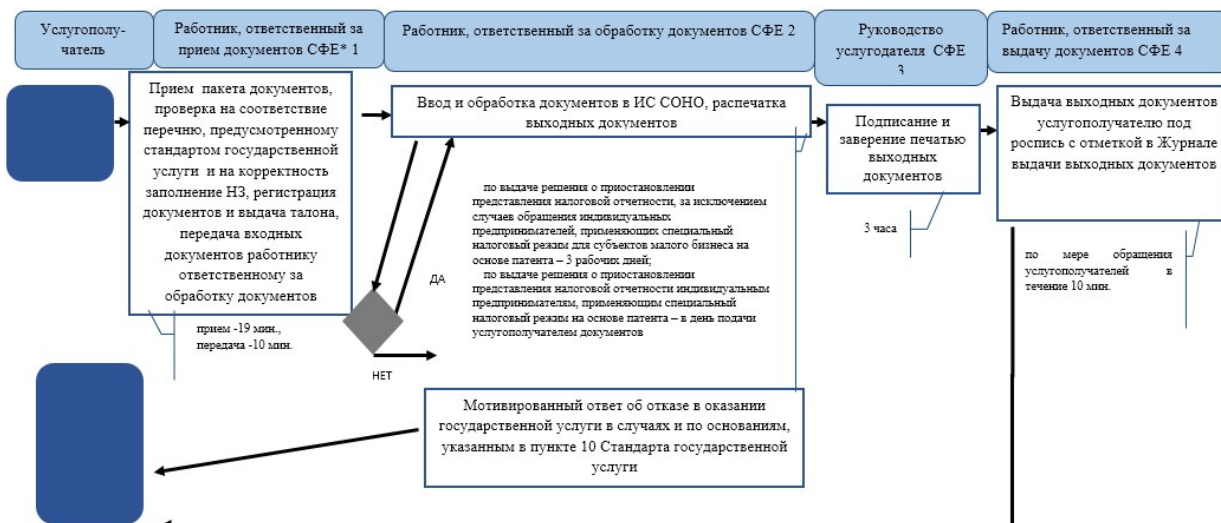 Услугополу-
чатель
Работник, ответственный за
прием документов СФЕ* 1
Работник, ответственный за обработку документов СФЕ 2
Руководство
услугодателя СФЕ
3
Работник, ответственный за
выдачу документов СФЕ 4
Прием пакета документов,
проверка на соответствие
перечню, предусмотренному
стандартом государственной
услуги и на корректность
заполнение НЗ, регистрация
документов и выдача талона,
передача входных
документов работнику
ответственному за
обработку документов
Ввод и обработка документов в ИС СОНО, распечатка
выходных документов
Подписание и
заверение печатью
выходных
документов
Выдача выходных документов
услугополучателю под
роспись с отметкой в Журнале
выдачи выходных документов
по выдаче решения о приостановлении
представления налоговой отчетности, за исключением
случаев обращения индивидуальных
предпринимателей, применяющих специальный
налоговый режим для субъектов малого бизнеса на
основе патента – 3 рабочих дней;
по выдаче решения о приостановлении
представления налоговой отчетности индивидуальным
предпринимателям, применяющим специальный
налоговый режим на основе патента – в день подачи
услугополучателем документов
3 часа
по мере обращения
услугополучателей в
течение 10 мин.
ДА
прием -19 мин.,
передача -10 мин.
НЕТ
Мотивированный ответ об отказе в оказании
государственной услуги в случаях и по основаниям,
указанным в пункте 10 Стандарта государственной
услуги